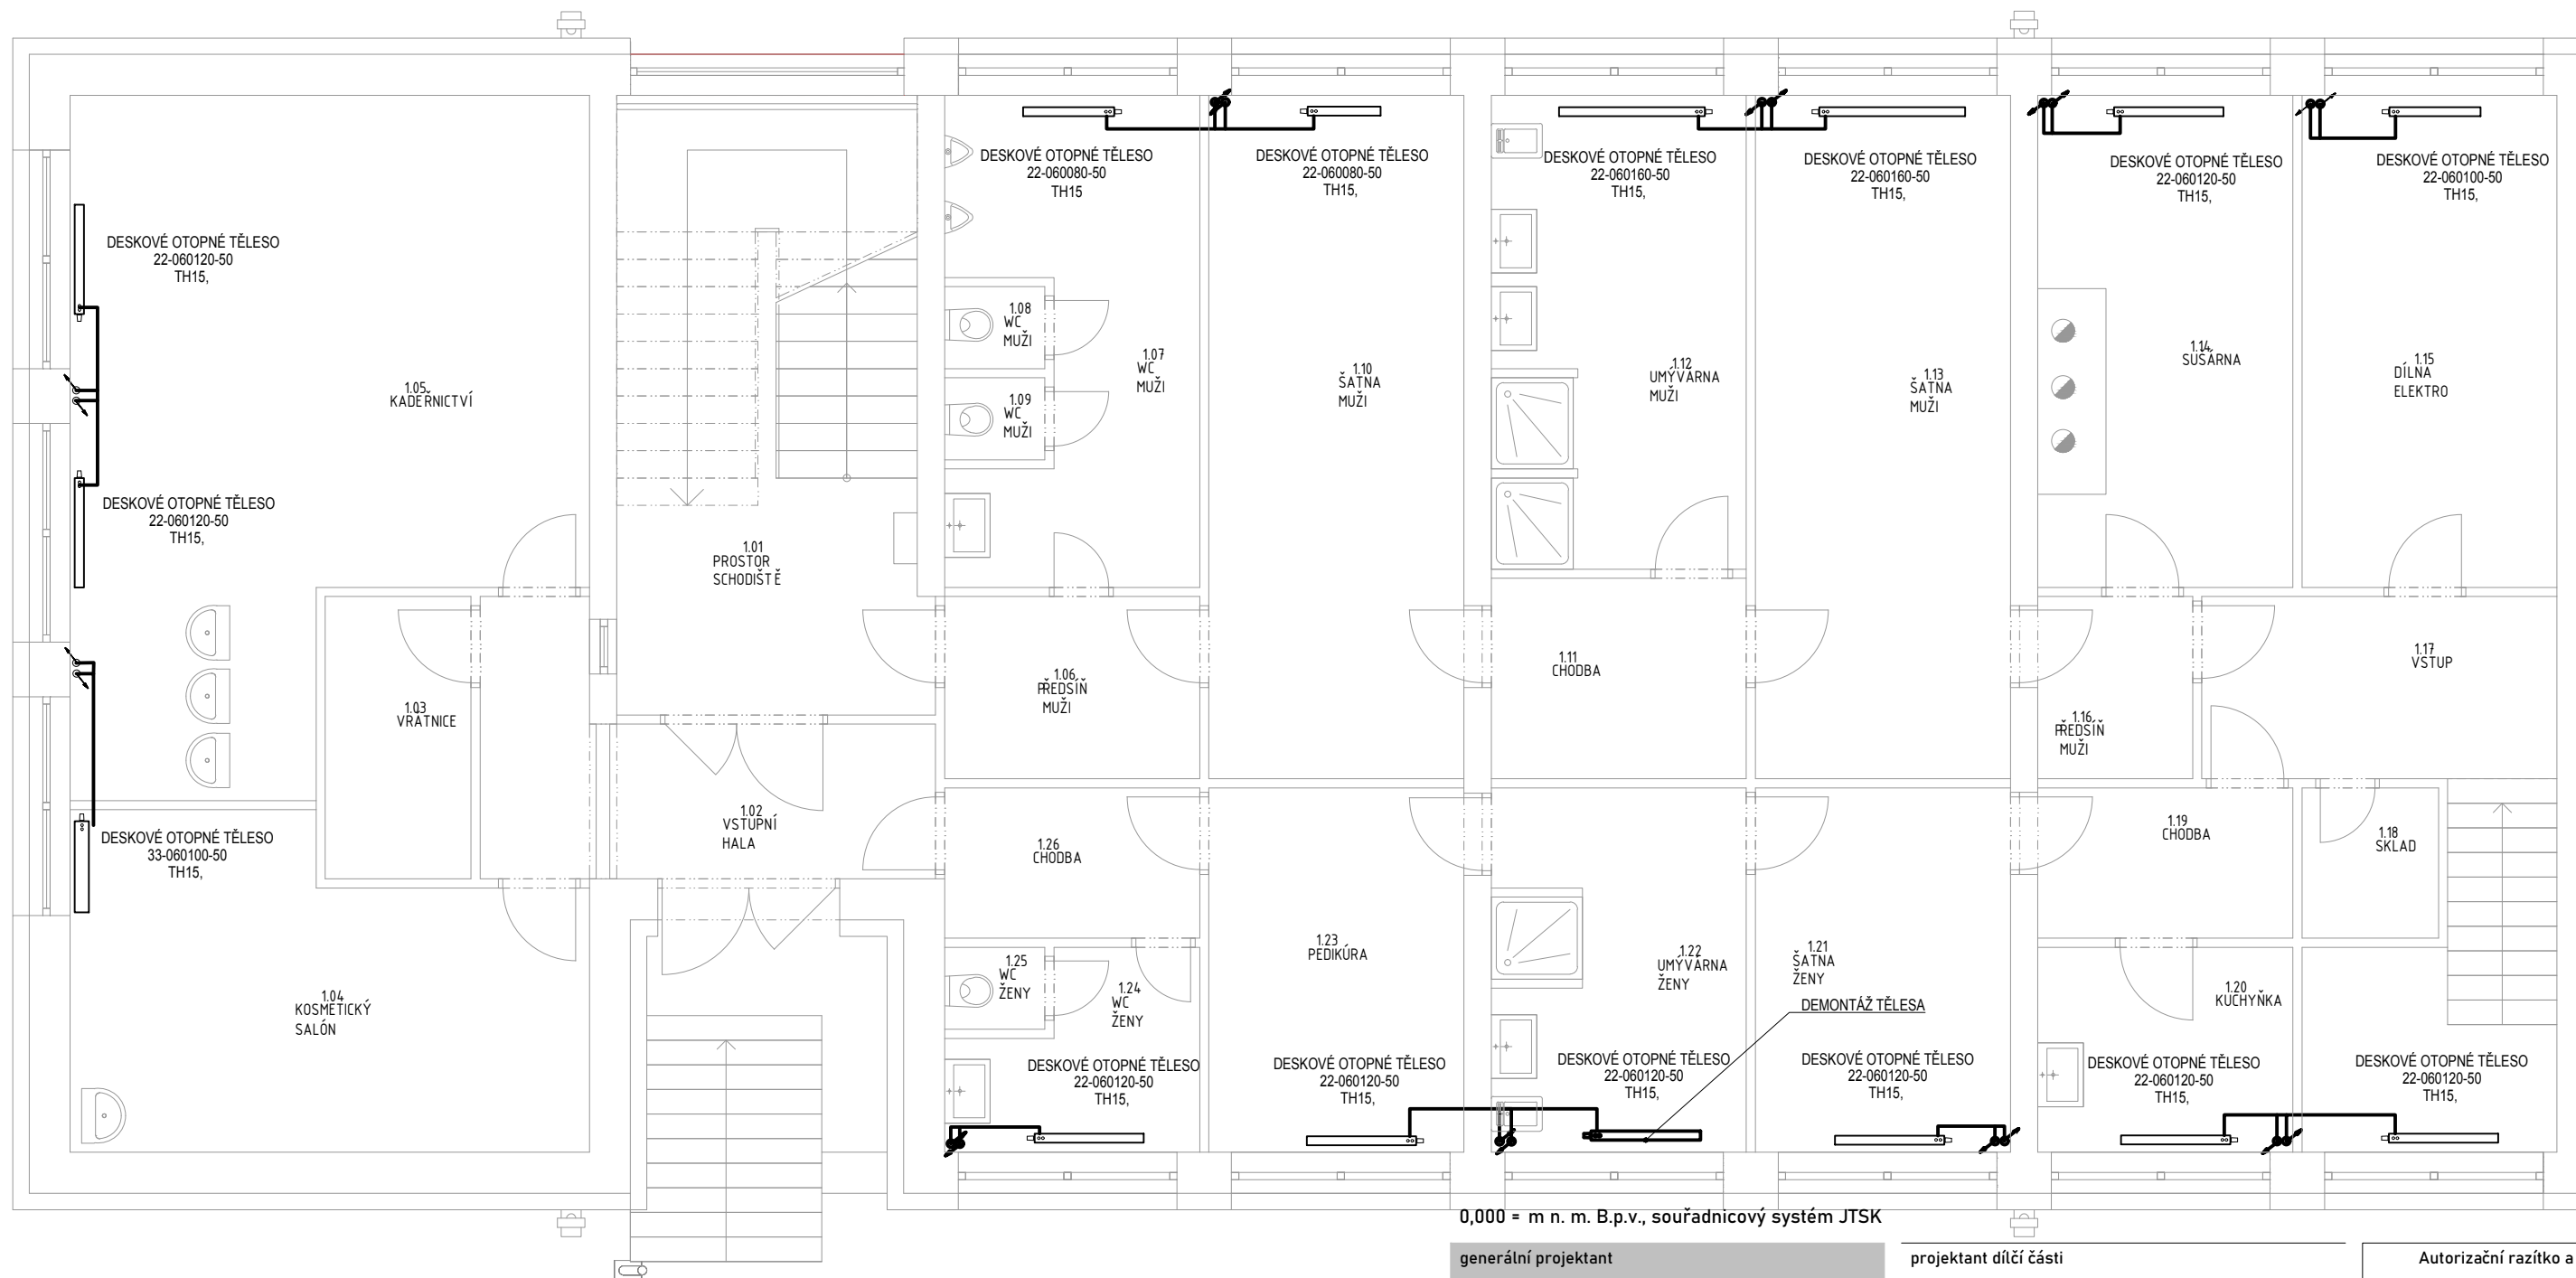 DESKOVÉ OTOPNÉ TĚLESO
22-060080-50
TH15
DESKOVÉ OTOPNÉ TĚLESO
22-060080-50
TH15,
DESKOVÉ OTOPNÉ TĚLESO
22-060160-50
TH15,
DESKOVÉ OTOPNÉ TĚLESO
22-060160-50
TH15,
DESKOVÉ OTOPNÉ TĚLESO
22-060120-50
TH15,
DESKOVÉ OTOPNÉ TĚLESO
22-060100-50
TH15,
DESKOVÉ OTOPNÉ TĚLESO
22-060120-50
TH15,
1.05
KADEŘNICTVÍ
1.08
WC
MUŽI
1.09
WC
MUŽI
1.07
WC
MUŽI
1.10
ŠATNA
MUŽI
1.12
UMÝVÁRNA
MUŽI
1.13
ŠATNA
MUŽI
1.14
SUŠÁRNA
1.15
DÍLNA
ELEKTRO
DESKOVÉ OTOPNÉ TĚLESO
22-060120-50
TH15,
1.01
PROSTOR
SCHODIŠTĚ
1.03
VRÁTNICE
1.06
PŘEDSÍŇ
MUŽI
1.11
CHODBA
1.16
PŘEDSÍŇ
MUŽI
1.17
VSTUP
DESKOVÉ OTOPNÉ TĚLESO
33-060100-50
TH15,
1.02
VSTUPNÍ
HALA
1.26
CHODBA
1.19
CHODBA
1.18
SKLAD
1.04
KOSMETICKÝ
SALÓN
1.25
WC
ŽENY
1.24
WC
ŽENY
1.23
PEDIKÚRA
1.22
UMÝVÁRNA
ŽENY
1.21
ŠATNA
ŽENY
1.20
KUCHYŇKA
DEMONTÁŽ TĚLESA
DESKOVÉ OTOPNÉ TĚLESO
22-060120-50
TH15,
DESKOVÉ OTOPNÉ TĚLESO
22-060120-50
TH15,
DESKOVÉ OTOPNÉ TĚLESO
22-060120-50
TH15,
DESKOVÉ OTOPNÉ TĚLESO
22-060120-50
TH15,
DESKOVÉ OTOPNÉ TĚLESO
22-060120-50
TH15,
DESKOVÉ OTOPNÉ TĚLESO
22-060120-50
TH15,
0,000 = m n. m. B.p.v., souřadnicový systém JTSK
generální projektant
projektant dílčí části
Autorizační razítko a